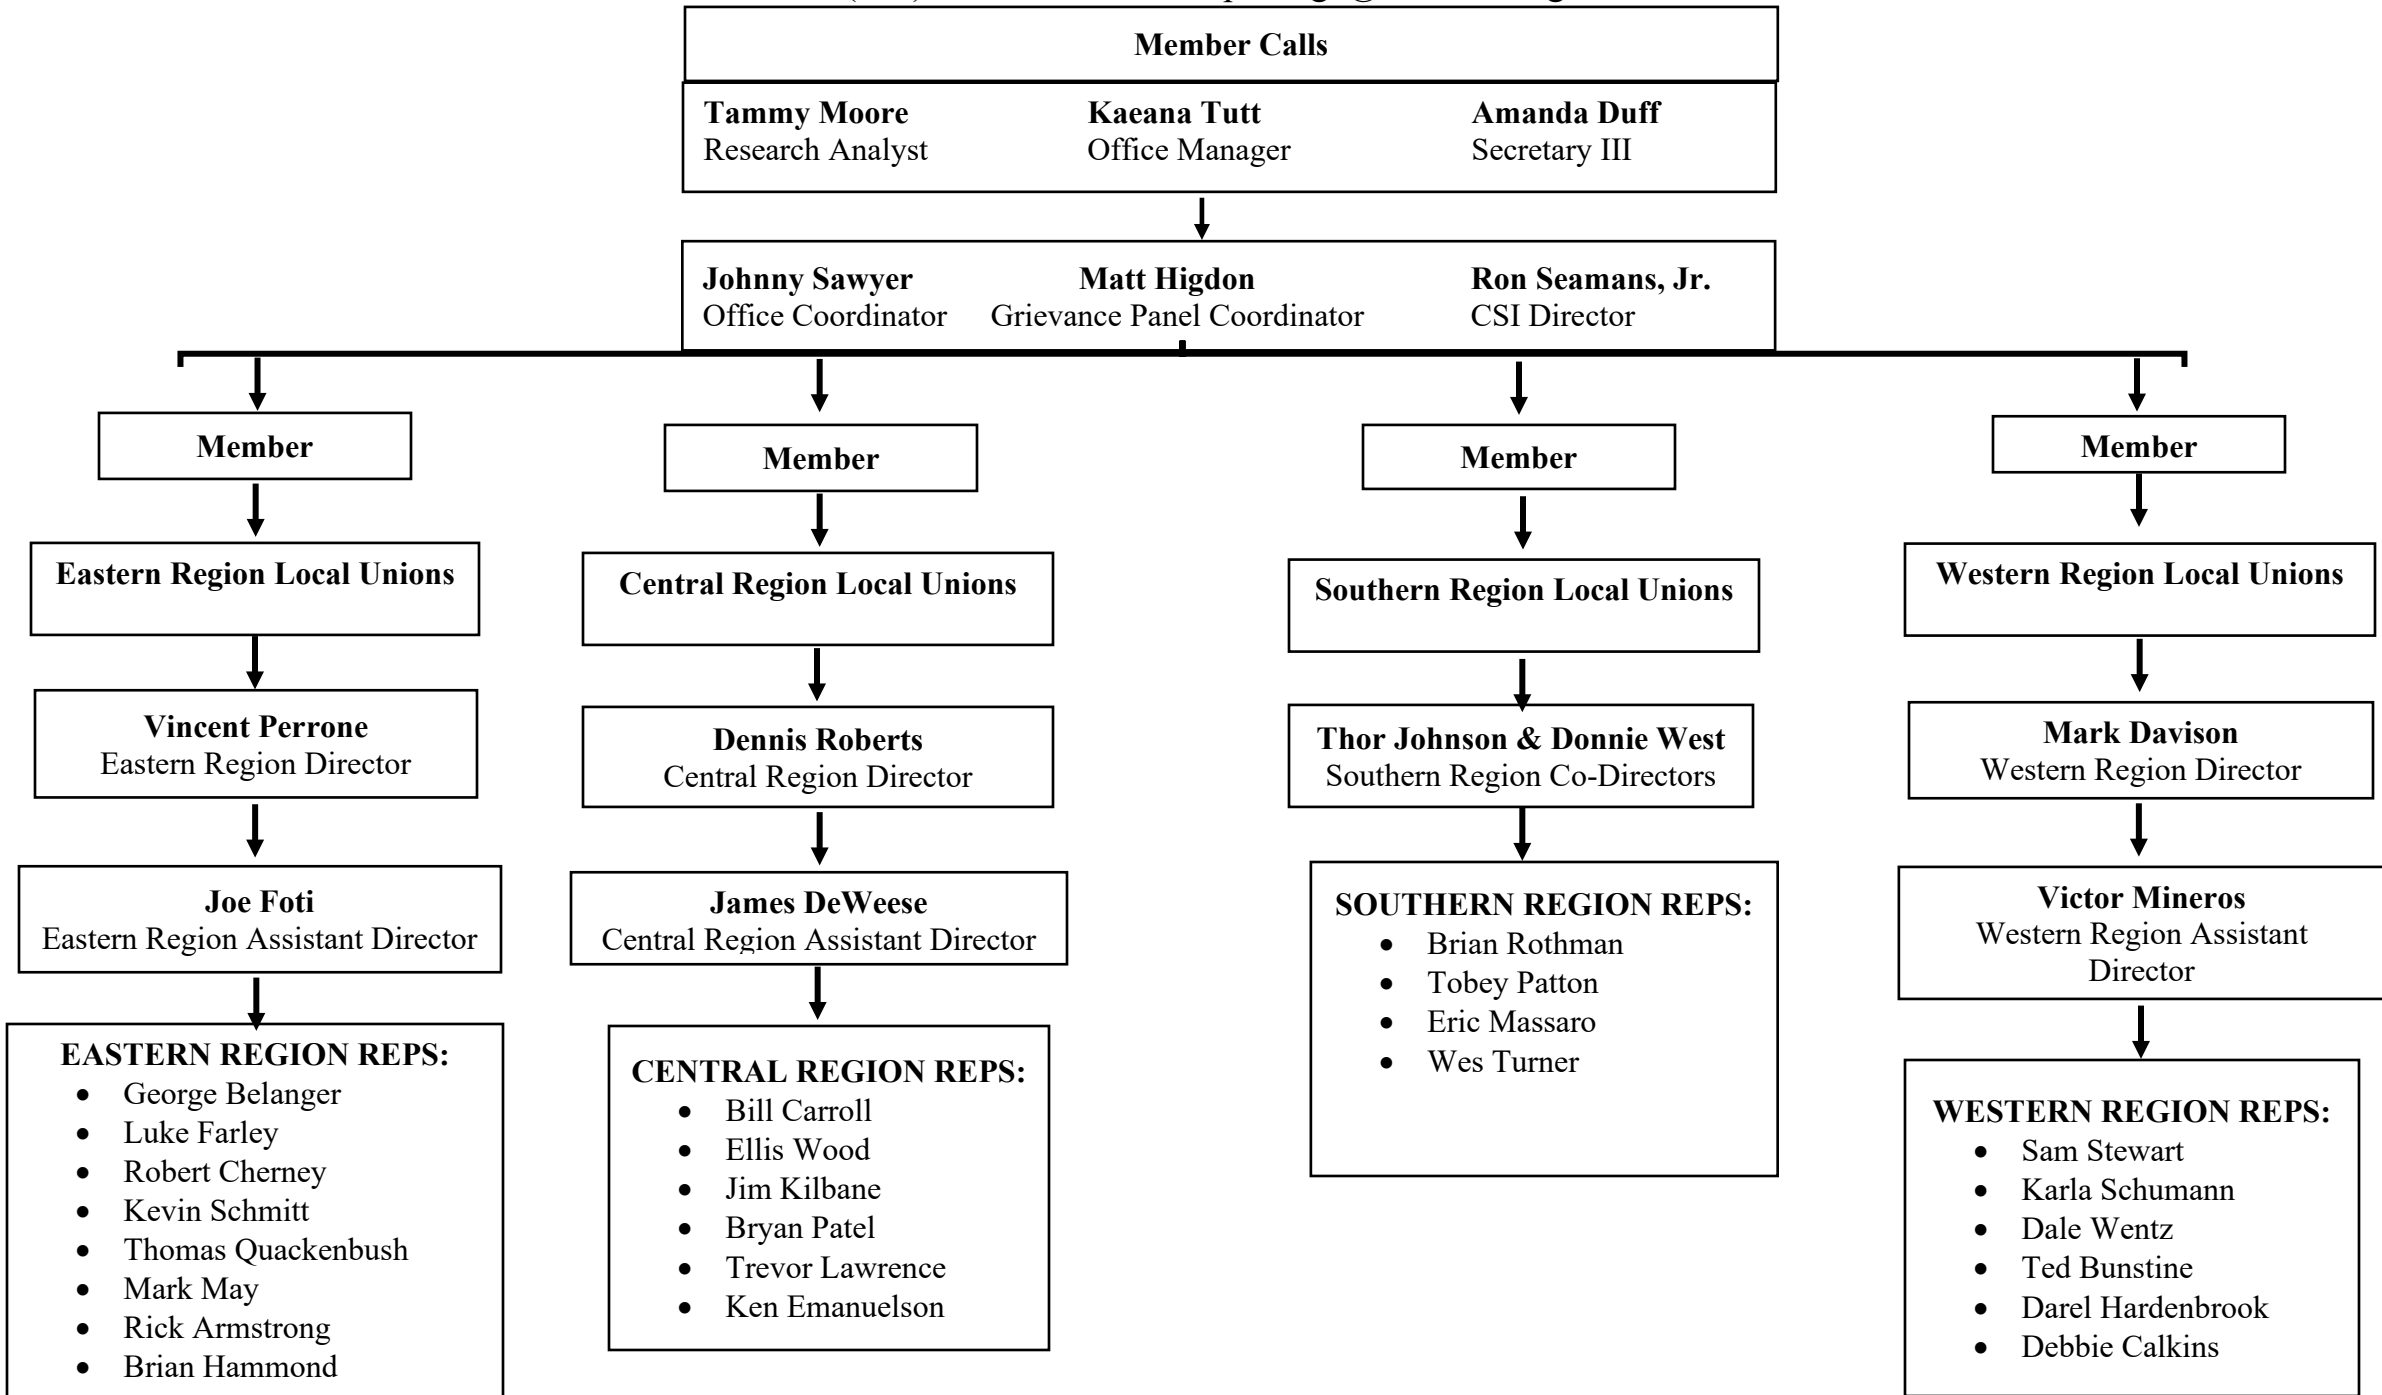 Member Calls
Tammy Moore Kaeana Tutt Amanda Duff
Research Analyst Office Manager Secretary III
Johnny Sawyer Matt Higdon Ron Seamans, Jr.
Office Coordinator Grievance Panel Coordinator CSI Director
Member
Eastern Region Local Unions
Vincent Perrone
Eastern Region Director
Joe Foti
Eastern Region Assistant Director
EASTERN REGION REPS:
• George Belanger
• Luke Farley
• Robert Cherney
• Kevin Schmitt
• Thomas Quackenbush
• Mark May
• Rick Armstrong
• Brian Hammond
Member
Central Region Local Unions
Dennis Roberts
Central Region Director
James DeWeese
Central Region Assistant Director
CENTRAL REGION REPS:
• Bill Carroll
• Ellis Wood
• Jim Kilbane
• Bryan Patel
• Trevor Lawrence
• Ken Emanuelson
Member
Southern Region Local Unions
Thor Johnson & Donnie West
Southern Region Co-Directors
SOUTHERN REGION REPS:
• Brian Rothman
• Tobey Patton
• Eric Massaro
• Wes Turner
Member
Western Region Local Unions
Mark Davison
Western Region Director
Victor Mineros
Western Region Assistant
Director
WESTERN REGION REPS:
• Sam Stewart
• Karla Schumann
• Dale Wentz
• Ted Bunstine
• Darel Hardenbrook
• Debbie Calkins